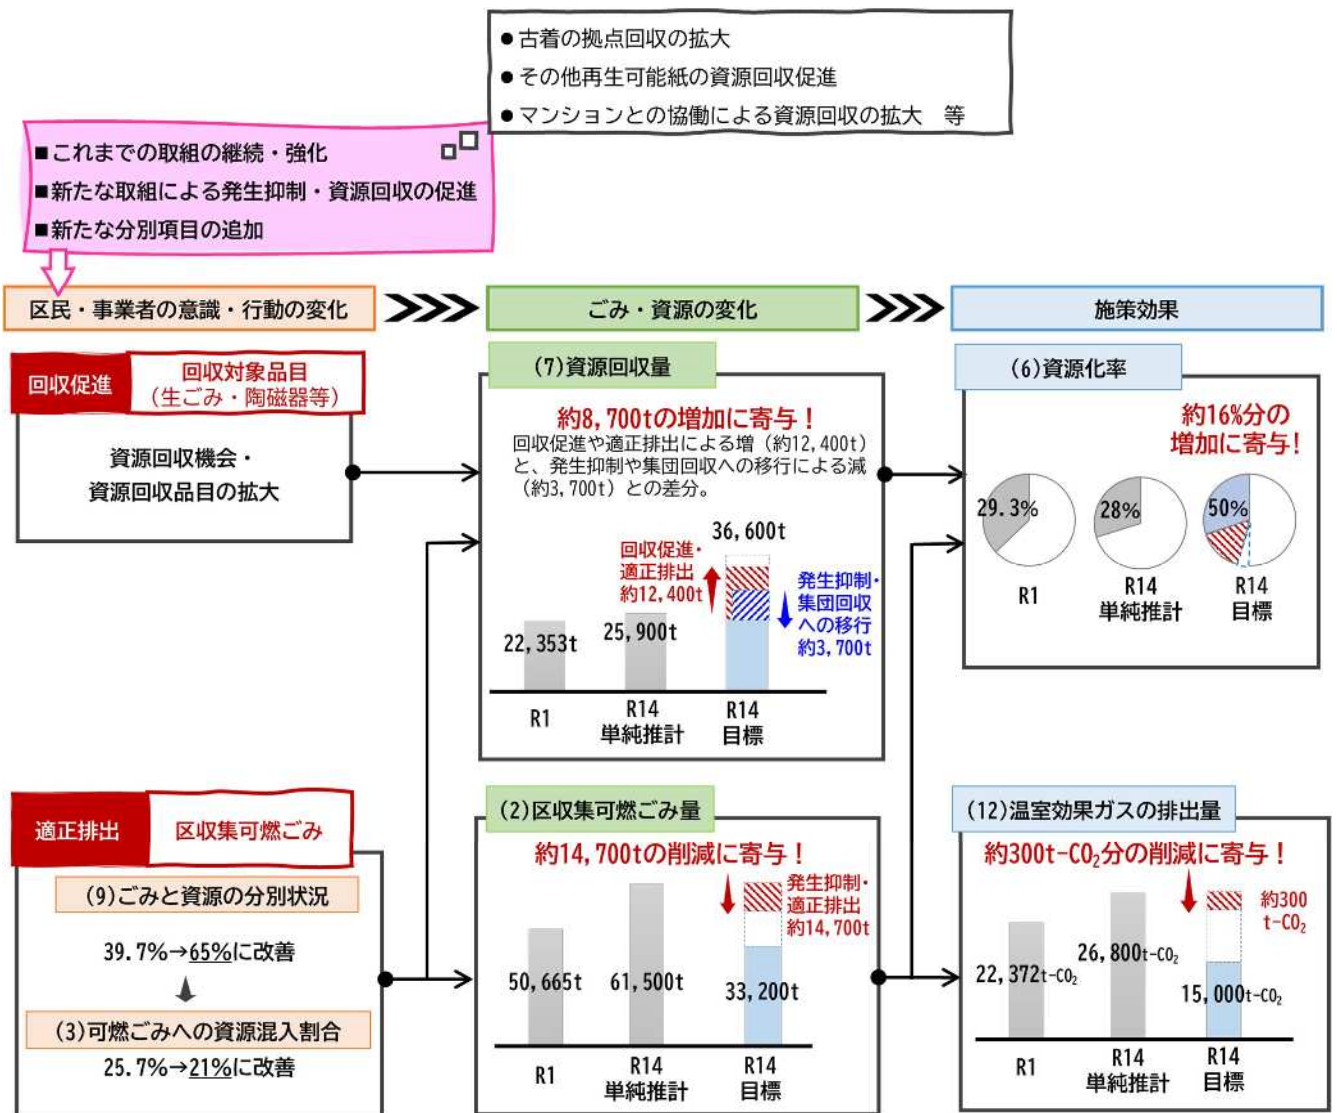 ● 古着の拠点回収の拡大
● その他再生可能紙の資源回収促進
● マンションとの協働による資源回収の拡大　等
■これまでの取組の継続・強化
■新たな取組による発生抑制・資源回収の促進
■新たな分別項目の追加
区民・事業者の意識・行動の変化
ごみ・資源の変化
施策効果
回収促進
回収対象品目
（生ごみ・陶磁器等）
資源回収機会・
資源回収品目の拡大
(7)資源回収量
約8,700tの増加に寄与！
回収促進や適正排出による増（約12,400t）
と、発生抑制や集団回収への移行による減
（約3,700t）との差分。
36,600t
回収促進・
適正排出
約12,400t
発生抑制・
集団回収
への移行
約3,700t
22,353t
25,900t
R1
R14
単純推計
R14
目標
(6)資源化率
約16%分の
増加に寄与！
29.3%
28%
50%
R1
R14
単純推計
R14
目標
適正排出
区収集可燃ごみ
(9)ごみと資源の分別状況
39.7%→65%に改善
(3)可燃ごみへの資源混入割合
25.7%→21%に改善
(2)区収集可燃ごみ量
約14,700tの削減に寄与！
発生抑制・
適正排出
約14,700t
50,665t
61,500t
33,200t
R1
R14
単純推計
R14
目標
(12)温室効果ガスの排出量
約300t-CO₂分の削減に寄与！
約300
t-CO₂
22,372t-CO₂
26,800t-CO₂
15,000t-CO₂
R1
R14
単純推計
R14
目標